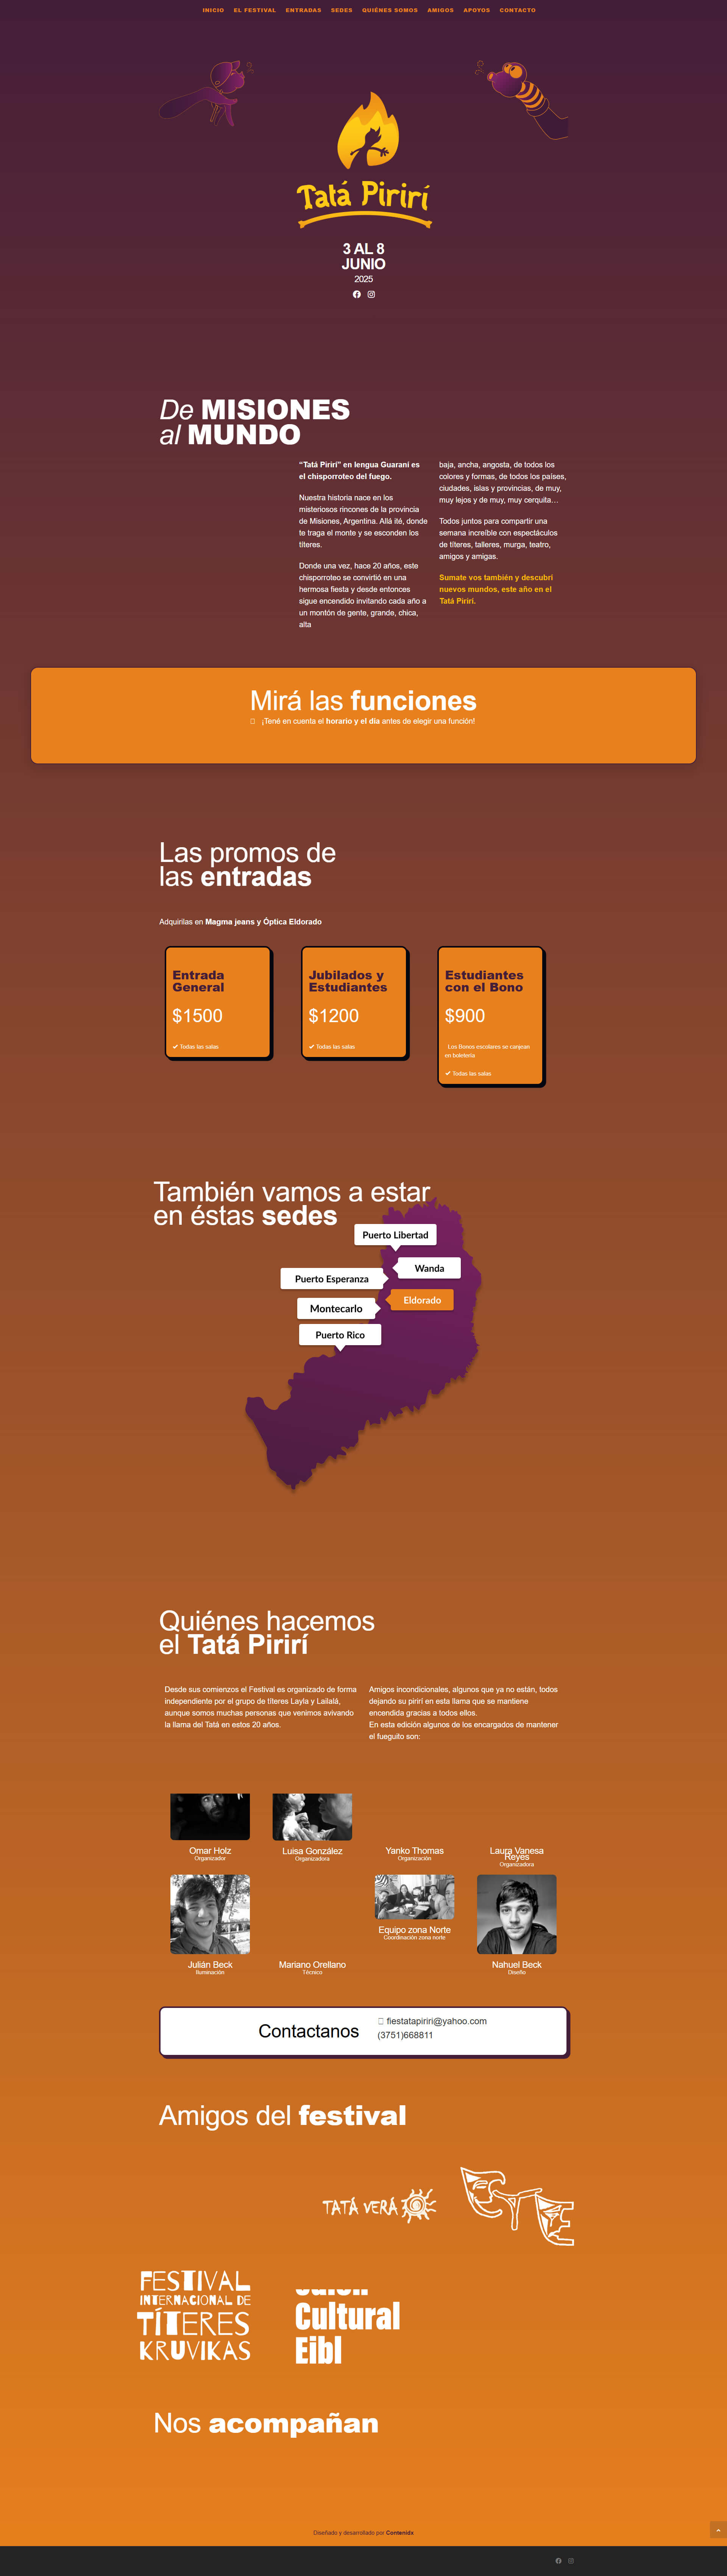 INICIO EL FESTIVAL ENTRADAS SEDES QUIÉNES SOMOS AMIGOS APOYOS CONTACTO
Tatá Pirirí
3 AL 8
JUNIO
2025
De MISIONES
al MUNDO
“Tatá Pirirí” en lengua Guaraní es
el chisporroteo del fuego.
Nuestra historia nace en los
misteriosos rincones de la provincia
de Misiones, Argentina. Allá ité, donde
te traga el monte y se esconden los
títeres.
Donde una vez, hace 20 años, este
chisporroteo se convirtió en una
hermosa fiesta y desde entonces
sigue encendido invitando cada año a
un montón de gente, grande, chica,
alta
baja, ancha, angosta, de todos los
colores y formas, de todos los países,
ciudades, islas y provincias, de muy,
muy lejos y de muy, muy cerquita…
Todos juntos para compartir una
semana increíble con espectáculos
de títeres, talleres, murga, teatro,
amigos y amigas.
Sumate vos también y descubrí
nuevos mundos, este año en el
Tatá Pirirí.
Mirá las funciones
¡Tené en cuenta el horario y el día antes de elegir una función!
Las promos de
las entradas
Adquirilas en Magma jeans y Óptica Eldorado
Entrada
General
$1500
Todas las salas
Jubilados y
Estudiantes
$1200
Todas las salas
Estudiantes
con el Bono
$900
Los Bonos escolares se canjean
en boletería
Todas las salas
También vamos a estar
en éstas sedes
Puerto Libertad
Wanda
Puerto Esperanza
Eldorado
Montecarlo
Puerto Rico
Quiénes hacemos
el Tatá Pirirí
Desde sus comienzos el Festival es organizado de forma
independiente por el grupo de títeres Layla y Lailalá,
aunque somos muchas personas que venimos avivando
la llama del Tatá en estos 20 años.
Amigos incondicionales, algunos que ya no están, todos
dejando su pirirí en esta llama que se mantiene
encendida gracias a todos ellos.
En esta edición algunos de los encargados de mantener
el fueguito son:
Omar Holz
Organizador
Luisa González
Organizadora
Yanko Thomas
Organización
Laura Vanesa
Reyes
Organizadora
Julián Beck
Iluminación
Mariano Orellano
Técnico
Equipo zona Norte
Coordinación zona norte
Nahuel Beck
Diseño
Contactanos
fiestatapiriri@yahoo.com
(3751)668811
Amigos del festival
TATÁ VERÁ
FESTIVAL
INTERNACIONAL DE
TÍTERES
KRUVIKAS
Salón
Cultural
Eibl
Nos acompañan
Diseñado y desarrollado por Contenidx